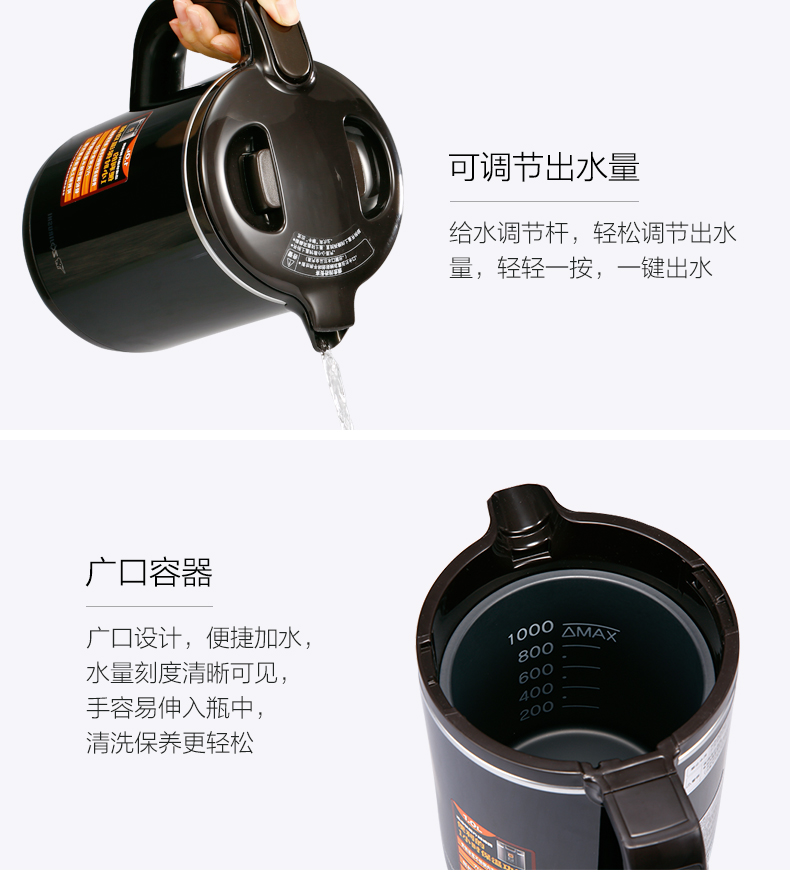 可调节出水量
给水调节杆，轻松调节出水
量，轻轻一按，一键出水
广口容器
广口设计，便捷加水，
水量刻度清晰可见，
手容易伸入瓶中，
清洗保养更轻松
1000 ΔMAX
800
600
400
200